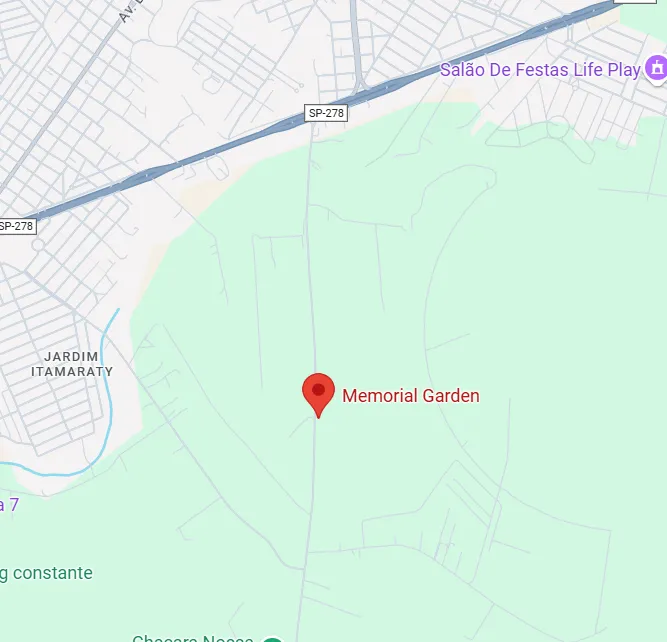 Salão De Festas Life Play
SP-278
SP-278
JARDIM
ITAMARATY
Memorial Garden
a 7
g constante